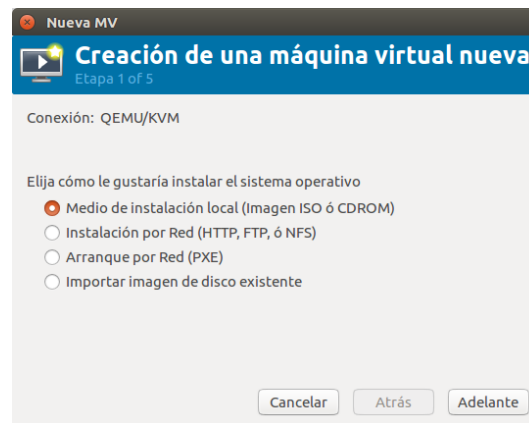 Nueva MV
Creación de una máquina virtual nueva
Etapa 1 of 5
Conexión: QEMU/KVM
Elija cómo le gustaría instalar el sistema operativo
Medio de instalación local (Imagen ISO ó CDROM)
Instalación por Red (HTTP, FTP, ó NFS)
Arranque por Red (PXE)
Importar imagen de disco existente
Cancelar Atrás Adelante